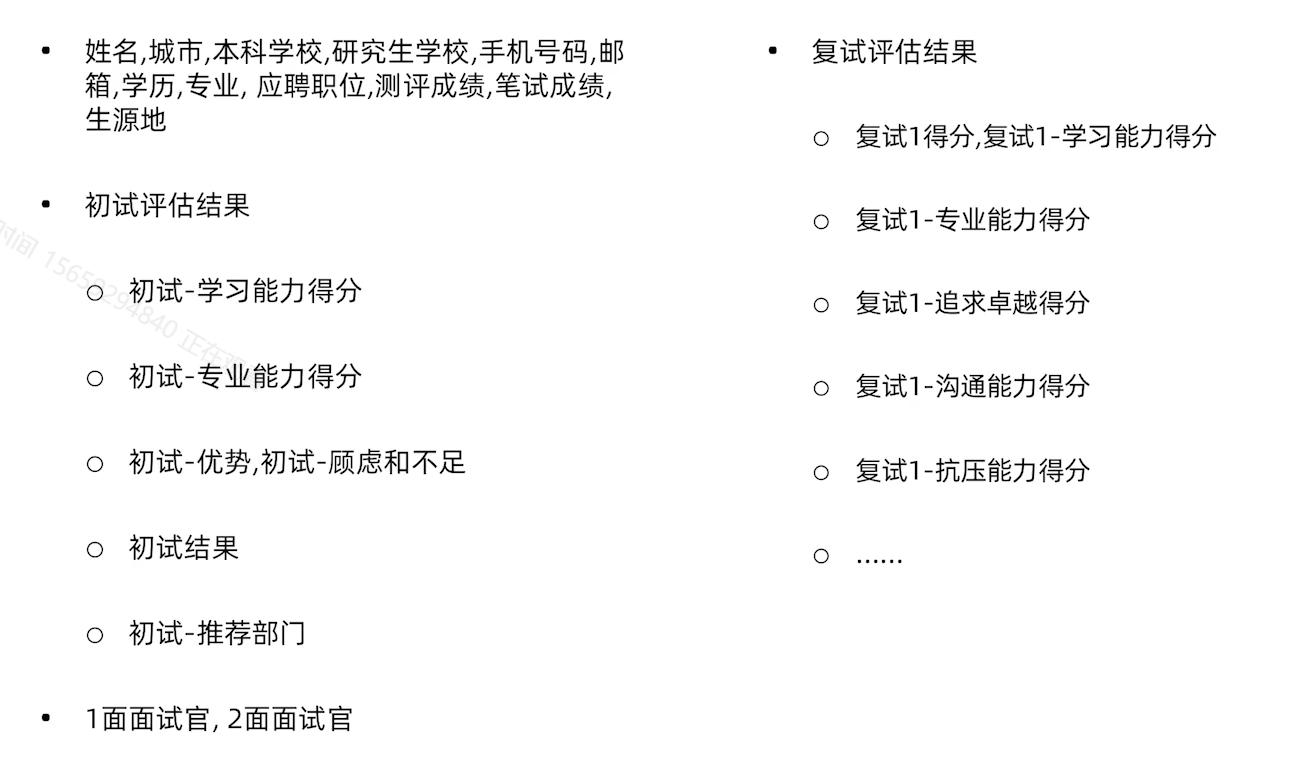 姓名,城市,本科学校,研究生学校,手机号码,邮
箱,学历,专业, 应聘职位,测评成绩,笔试成绩,
生源地
初试评估结果
初试-学习能力得分
初试-专业能力得分
初试-优势,初试-顾虑和不足
初试结果
初试-推荐部门
1面面试官, 2面面试官
复试评估结果
复试1得分,复试1-学习能力得分
复试1-专业能力得分
复试1-追求卓越得分
复试1-沟通能力得分
复试1-抗压能力得分
......